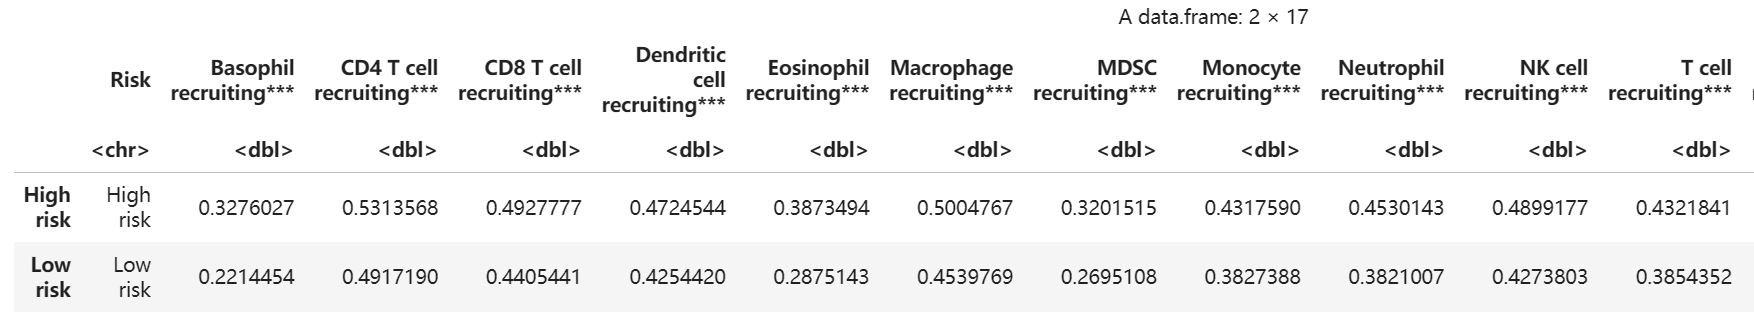 A data.frame: 2 × 17
Risk Basophil recruiting*** CD4 T cell recruiting*** CD8 T cell recruiting*** Dendritic cell recruiting*** Eosinophil recruiting*** Macrophage recruiting*** MDSC recruiting*** Monocyte recruiting*** Neutrophil recruiting*** NK cell recruiting*** T cell recruiting***
<chr> <dbl> <dbl> <dbl> <dbl> <dbl> <dbl> <dbl> <dbl> <dbl> <dbl> <dbl>
High risk High risk 0.3276027 0.5313568 0.4927777 0.4724544 0.3873494 0.5004767 0.3201515 0.4317590 0.4530143 0.4899177 0.4321841
Low risk Low risk 0.2214454 0.4917190 0.4405441 0.4254420 0.2875143 0.4539769 0.2695108 0.3827388 0.3821007 0.4273803 0.3854352